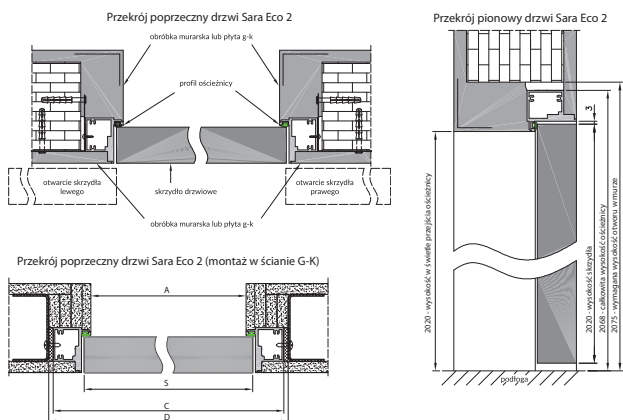 Przekrój poprzeczny drzwi Sara Eco 2
obróbka murarska lub płyta g-k
profil ościeżnicy
otwarcie skrzydła
lewego
skrzydło drzwiowe
otwarcie skrzydła
prawego
obróbka murarska lub płyta g-k
Przekrój poprzeczny drzwi Sara Eco 2 (montaż w ścianie G-K)
A
S
C
D
Przekrój pionowy drzwi Sara Eco 2
3
2020 - wysokość w świetle przejścia ościeżnicy
2020 - wysokość skrzydła
2068 - całkowita wysokość ościeżnicy
2075 - wymagana wysokość otworu w murze
podłoga